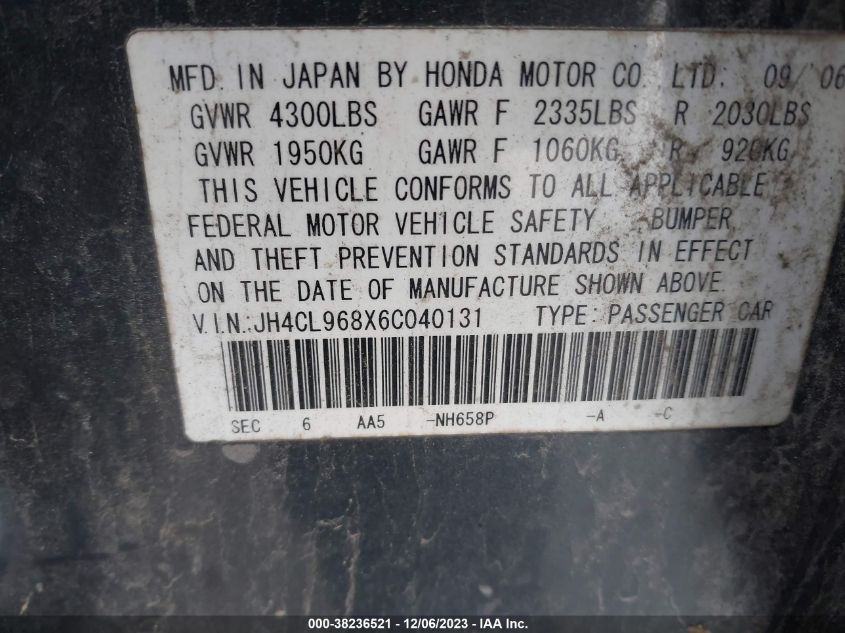 MFD. IN JAPAN BY HONDA MOTOR CO. LTD. 09/06
GVWR 4300LBS GAWR F 2335LBS R 2030LBS
GVWR 1950KG GAWR F 1060KG R 920KG
THIS VEHICLE CONFORMS TO ALL APPLICABLE
FEDERAL MOTOR VEHICLE SAFETY BUMPER
AND THEFT PREVENTION STANDARDS IN EFFECT
ON THE DATE OF MANUFACTURE SHOWN ABOVE.
V.I.N.:JH4CL968X6C040131 TYPE: PASSENGER CAR
SEC 6 AA5 -NH658P -A -C
000-38236521 - 12/06/2023 - IAAI Inc.